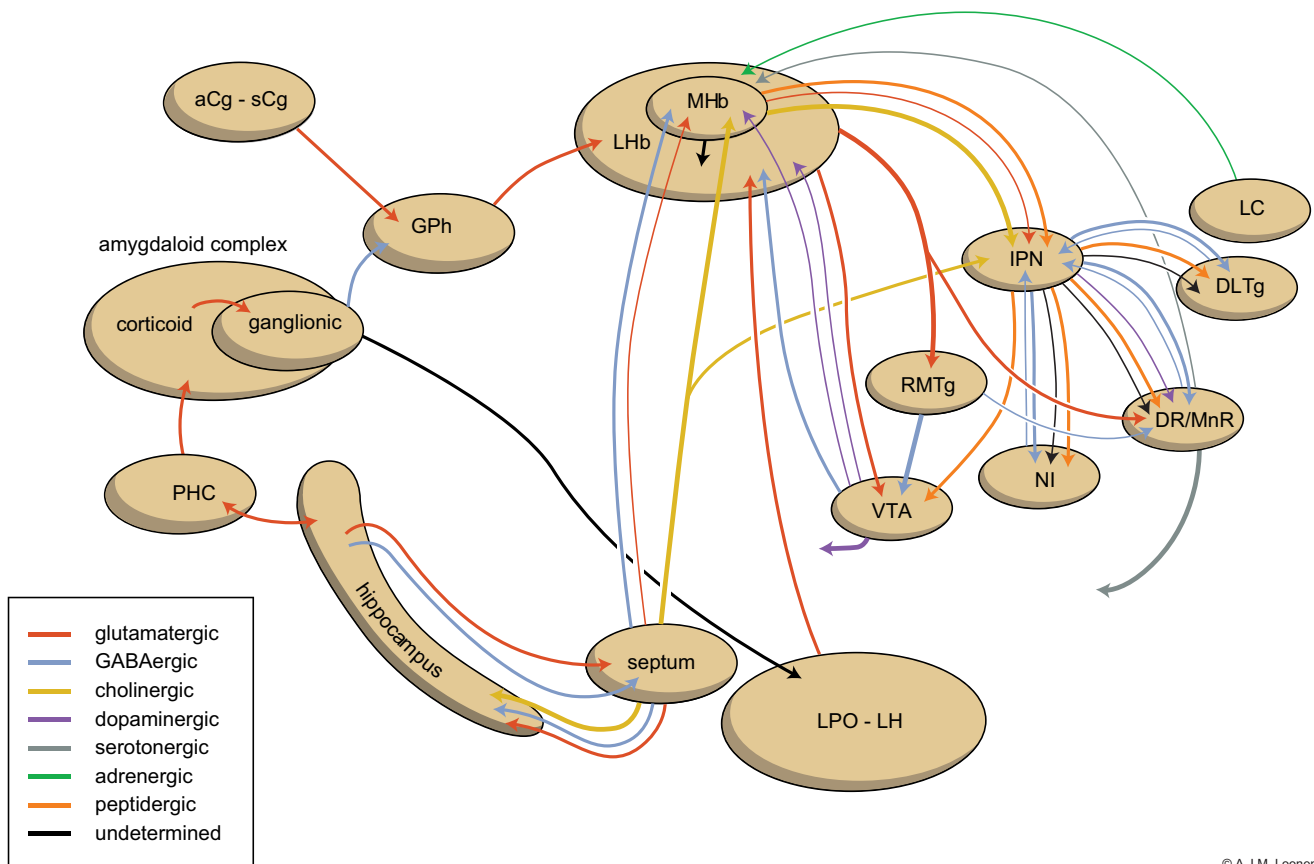 aCg - sCg
MHb
LHb
GPh
LC
IPN
DLTg
amygdaloid complex
corticoid
ganglionic
RMTg
DR/MnR
PHC
NI
VTA
hippocampus
septum
LPO - LH
glutamatergic
GABAergic
cholinergic
dopaminergic
serotonergic
adrenergic
peptidergic
undetermined